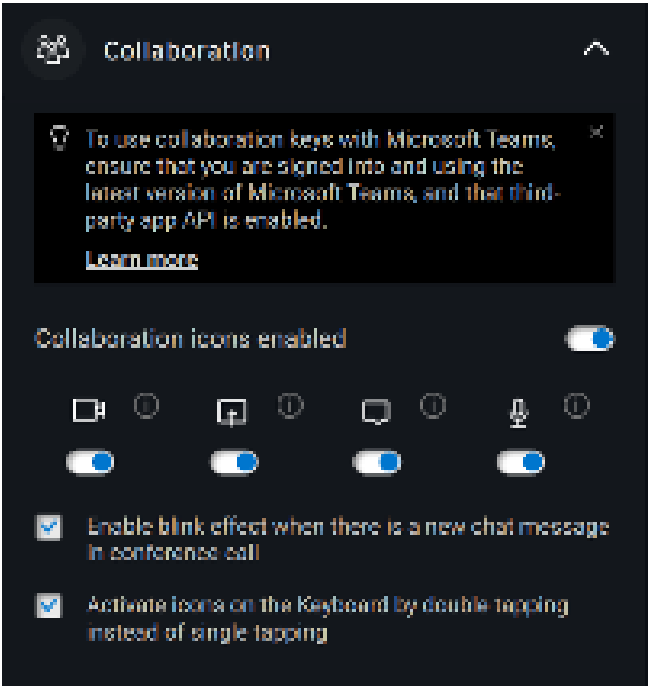 Collaboration
To use collaboration keys with Microsoft Teams,
ensure that you are signed into and using the
latest version of Microsoft Teams, and that third-
party app API is enabled.
Learn more
Collaboration icons enabled
Enable blink effect when there is a new chat message
in conference call
Activate icons on the Keyboard by double tapping
instead of single tapping